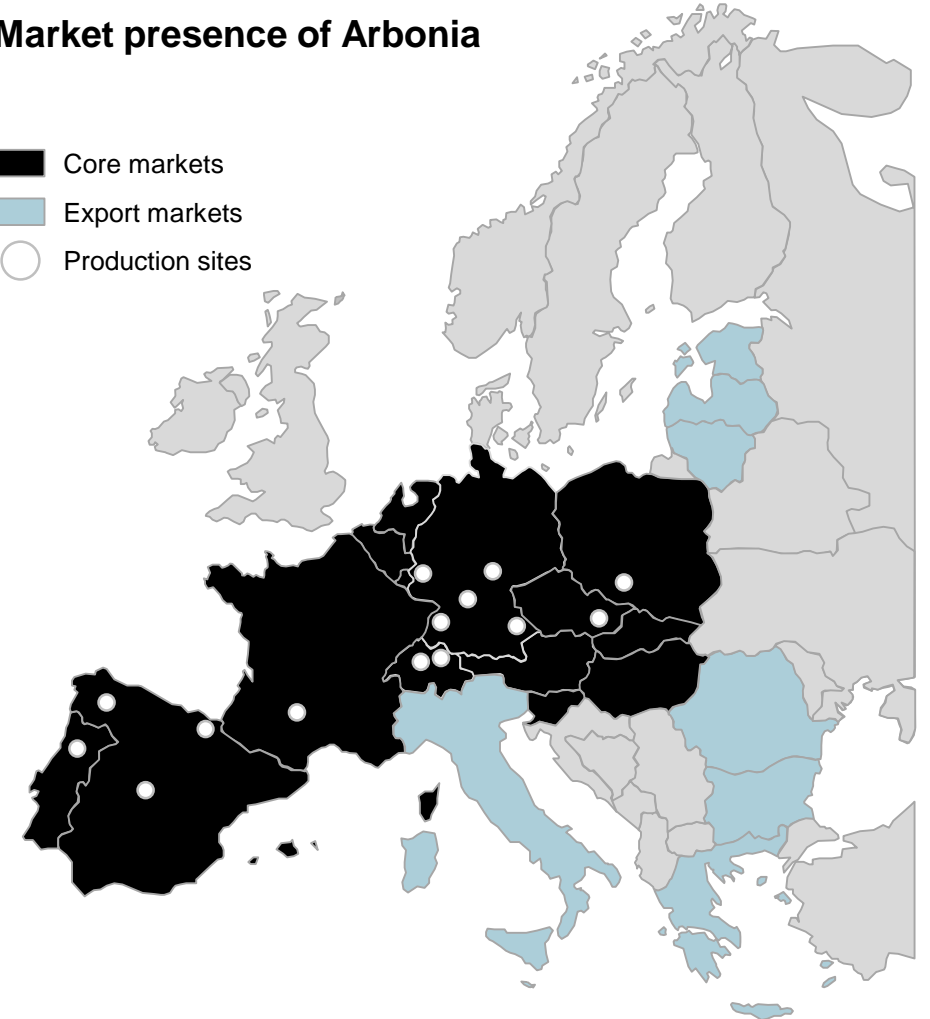 Market presence of Arbonia
Core markets
Export markets
Production sites